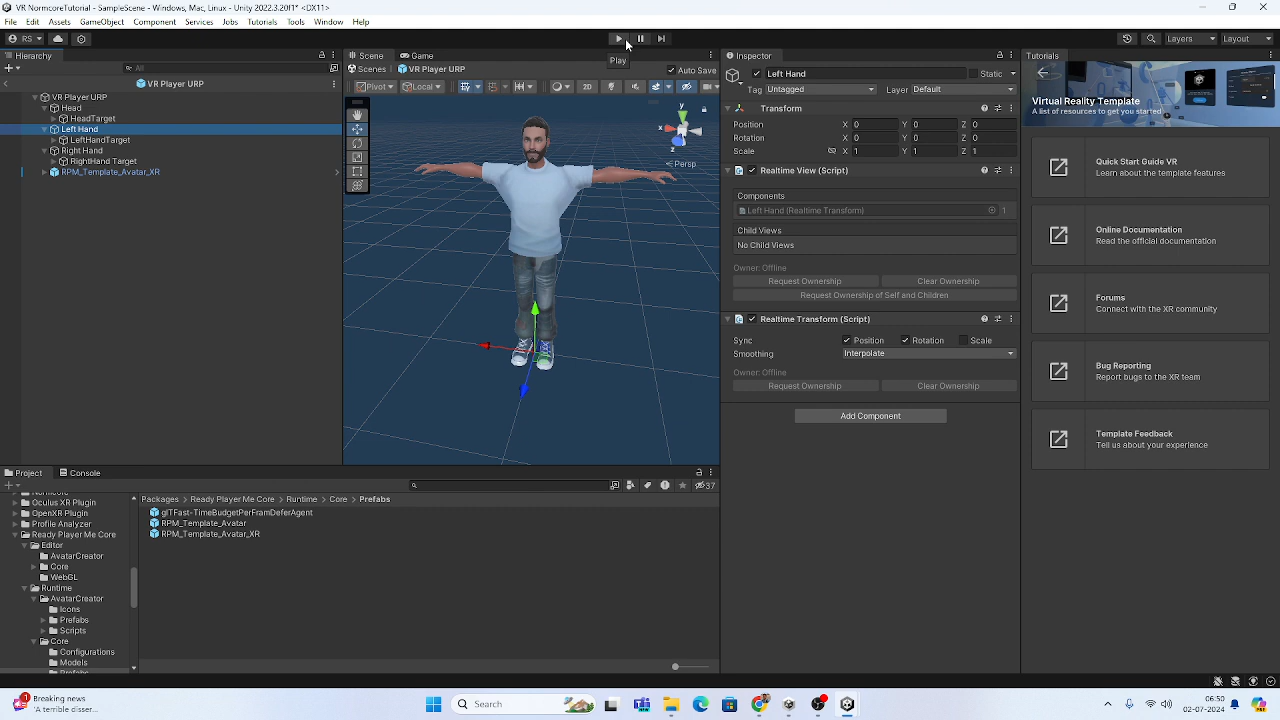 VR NormcoreTutorial - SampleScene - Windows, Mac, Linux - Unity 2022.3.20f1* <DX11>
File Edit Assets GameObject Component Services Jobs Tutorials Tools Window Help
RS Layers Layout
Play
Hierarchy
All
VR Player URP
VR Player URP
Head
HeadTarget
Left Hand
LeftHandTarget
Right Hand
RightHand Target
RPM_Template_Avatar_XR
Scene Game
Scenes VR Player URP Auto Save
Pivot Local 2D
y
x
z
Persp
Inspector
Left Hand Static
Tag Untagged Layer Default
Transform
Position X 0 Y 0 Z 0
Rotation X 0 Y 0 Z 0
Scale X 1 Y 1 Z 1
Realtime View (Script)
Components
Left Hand (Realtime Transform) 1
Child Views
No Child Views
Owner: Offline
Request Ownership Clear Ownership
Request Ownership of Self and Children
Realtime Transform (Script)
Sync Position Rotation Scale
Smoothing Interpolate
Owner: Offline
Request Ownership Clear Ownership
Add Component
Tutorials
Virtual Reality Template
A list of resources to get you started
Quick Start Guide VR
Learn about the template features
Online Documentation
Read the official documentation
Forums
Connect with the XR community
Bug Reporting
Report bugs to the XR team
Template Feedback
Tell us about your experience
Project Console
37
Oculus XR Plugin
OpenXR Plugin
Profile Analyzer
Ready Player Me Core
Editor
AvatarCreator
Core
WebGL
Runtime
AvatarCreator
Icons
Prefabs
Scripts
Core
Configurations
Models
Prefabs
Packages > Ready Player Me Core > Runtime > Core > Prefabs
glTFast-TimeBudgetPerFramDeferAgent
RPM_Template_Avatar
RPM_Template_Avatar_XR
1 Breaking news
'A terrible disser...
Search
06:50
02-07-2024